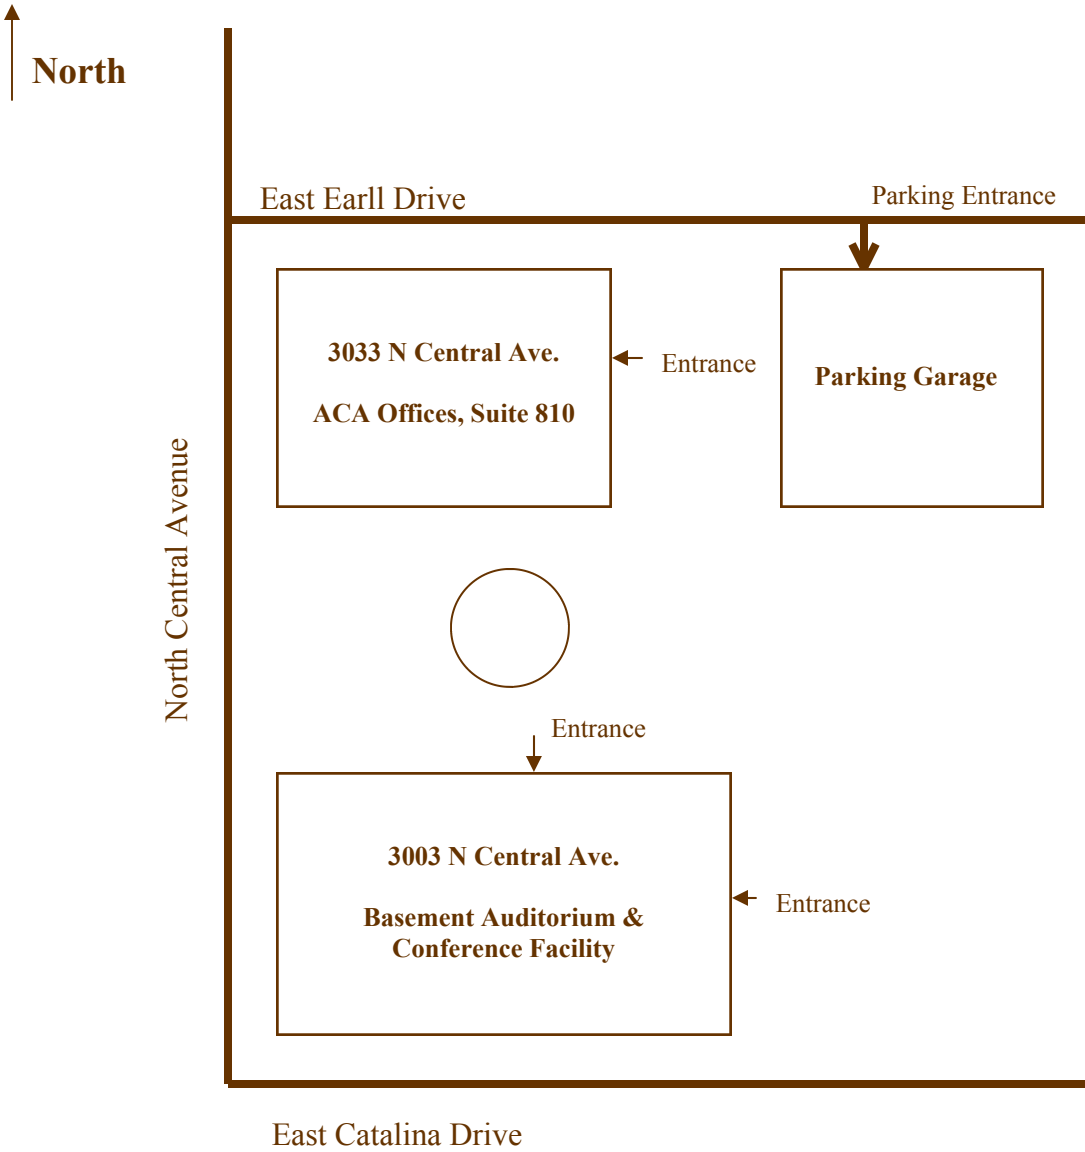 North
East Earll Drive
Parking Entrance
3033 N Central Ave.
ACA Offices, Suite 810
Entrance
Parking Garage
North Central Avenue
Entrance
3003 N Central Ave.
Basement Auditorium &
Conference Facility
Entrance
East Catalina Drive